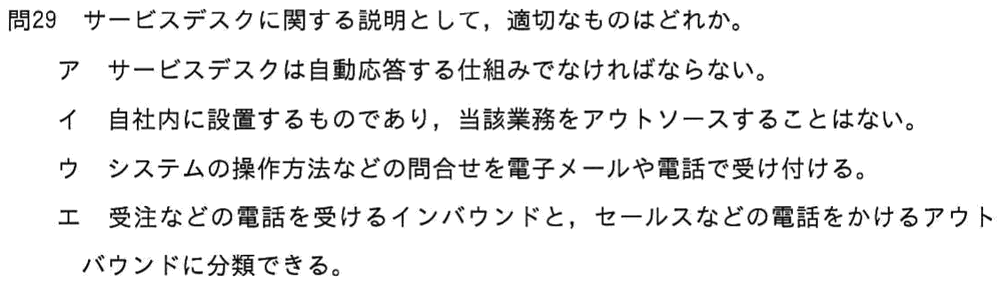 問29 サービスデスクに関する説明として，適切なものはどれか。
ア サービスデスクは自動応答する仕組みでなければならない。
イ 自社内に設置するものであり，当該業務をアウトソースすることはない。
ウ システムの操作方法などの問合せを電子メールや電話で受け付ける。
エ 受注などの電話を受けるインバウンドと，セールスなどの電話をかけるアウト
バウンドに分類できる。